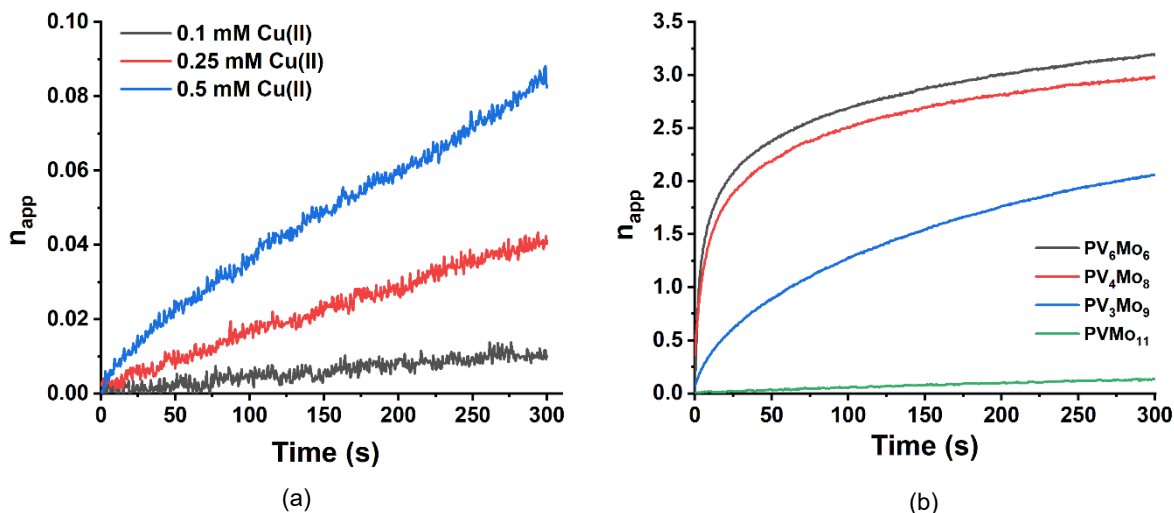 0.10
0.08
0.06
0.04
0.02
0.00
n_app
0 50 100 150 200 250 300
Time (s)
0.1 mM Cu(II)
0.25 mM Cu(II)
0.5 mM Cu(II)
(a)
3.5
3.0
2.5
2.0
1.5
1.0
0.5
0.0
n_app
0 50 100 150 200 250 300
Time (s)
PV₆Mo₆
PV₄Mo₈
PV₃Mo₉
PVMo₁₁
(b)